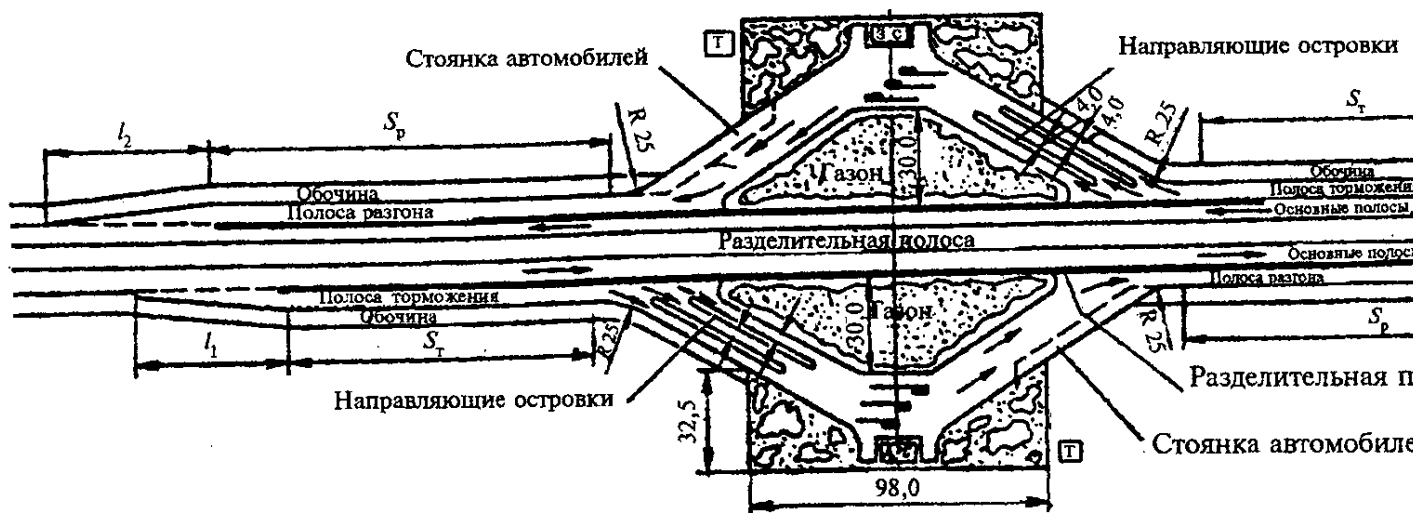 З С
Т
Стоянка автомобилей
Направляющие островки
4,0
4,0
l₂
Sр
R 25
R 25
Sт
Газон
30,0
Обочина
Обочина
Полоса разгона
Полоса торможени
Основные полосы
Разделительная полоса
Основные полосы
Полоса торможения
Полоса разгона
Обочина
30,0
Газон
l₁
Sт
R 25
R 25
Sр
Направляющие островки
Разделительная п
32,5
Стоянка автомобиле
Т
98,0